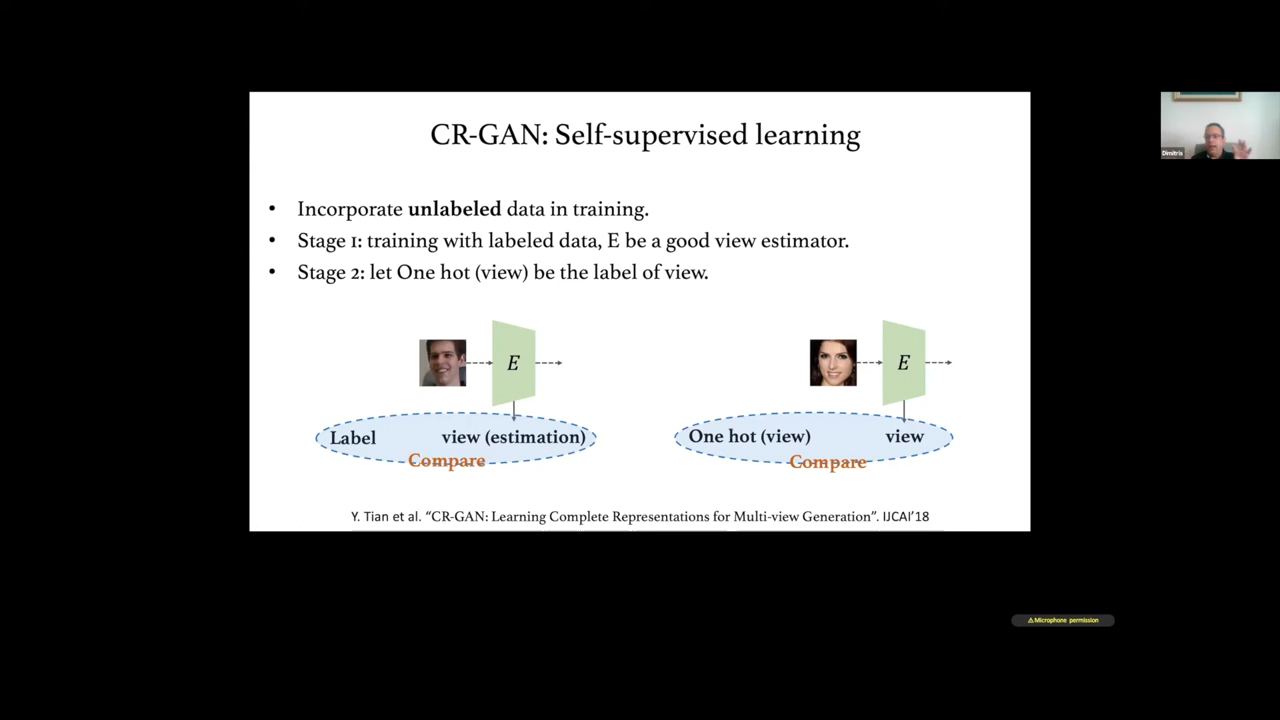 CR-GAN: Self-supervised learning
Dimitris
• Incorporate unlabeled data in training.
• Stage 1: training with labeled data, E be a good view estimator.
• Stage 2: let One hot (view) be the label of view.
E
E
Label view (estimation)
Compare
One hot (view) view
Compare
Y. Tian et al. “CR-GAN: Learning Complete Representations for Multi-view Generation”. IJCAI’18
⚠ Microphone permission